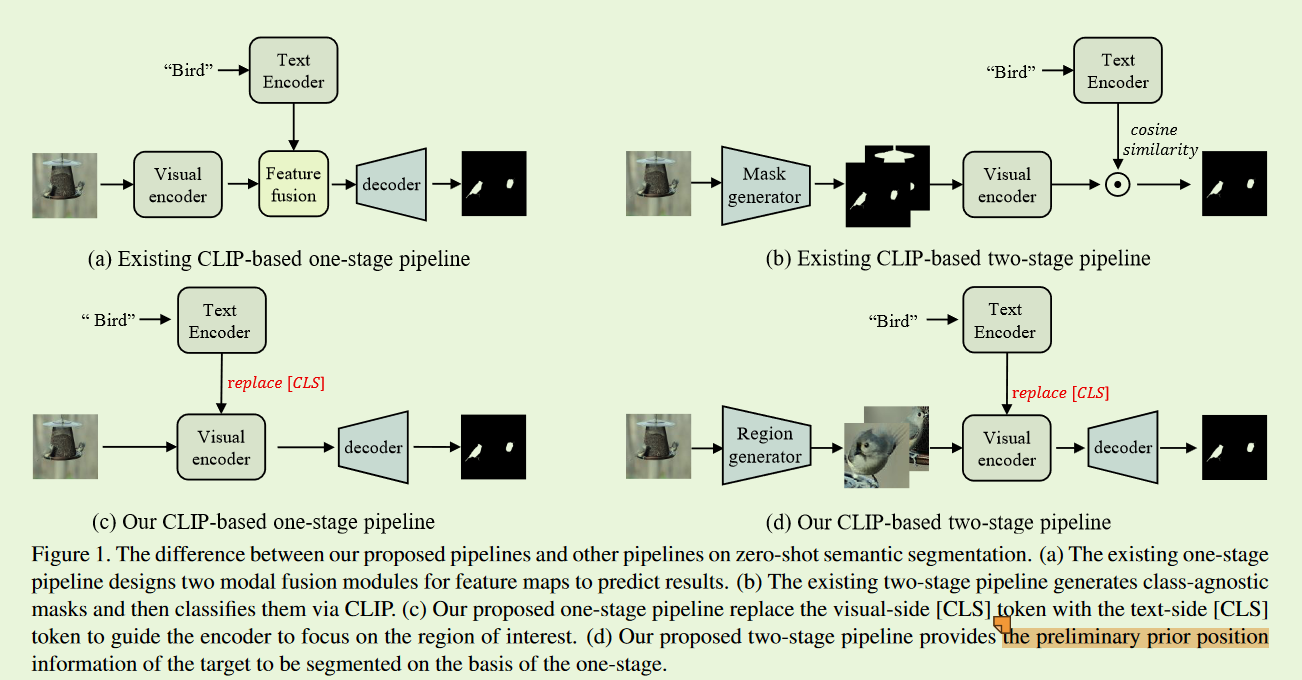 “Bird”
Text
Encoder
Visual
encoder
Feature
fusion
decoder
(a) Existing CLIP-based one-stage pipeline
“Bird”
Text
Encoder
cosine
similarity
Mask
generator
Visual
encoder
(b) Existing CLIP-based two-stage pipeline
“ Bird”
Text
Encoder
replace [CLS]
Visual
encoder
decoder
(c) Our CLIP-based one-stage pipeline
“Bird”
Text
Encoder
replace [CLS]
Region
generator
Visual
encoder
decoder
(d) Our CLIP-based two-stage pipeline
Figure 1. The difference between our proposed pipelines and other pipelines on zero-shot semantic segmentation. (a) The existing one-stage
pipeline designs two modal fusion modules for feature maps to predict results. (b) The existing two-stage pipeline generates class-agnostic
masks and then classifies them via CLIP. (c) Our proposed one-stage pipeline replace the visual-side [CLS] token with the text-side [CLS]
token to guide the encoder to focus on the region of interest. (d) Our proposed two-stage pipeline provides the preliminary prior position
information of the target to be segmented on the basis of the one-stage.